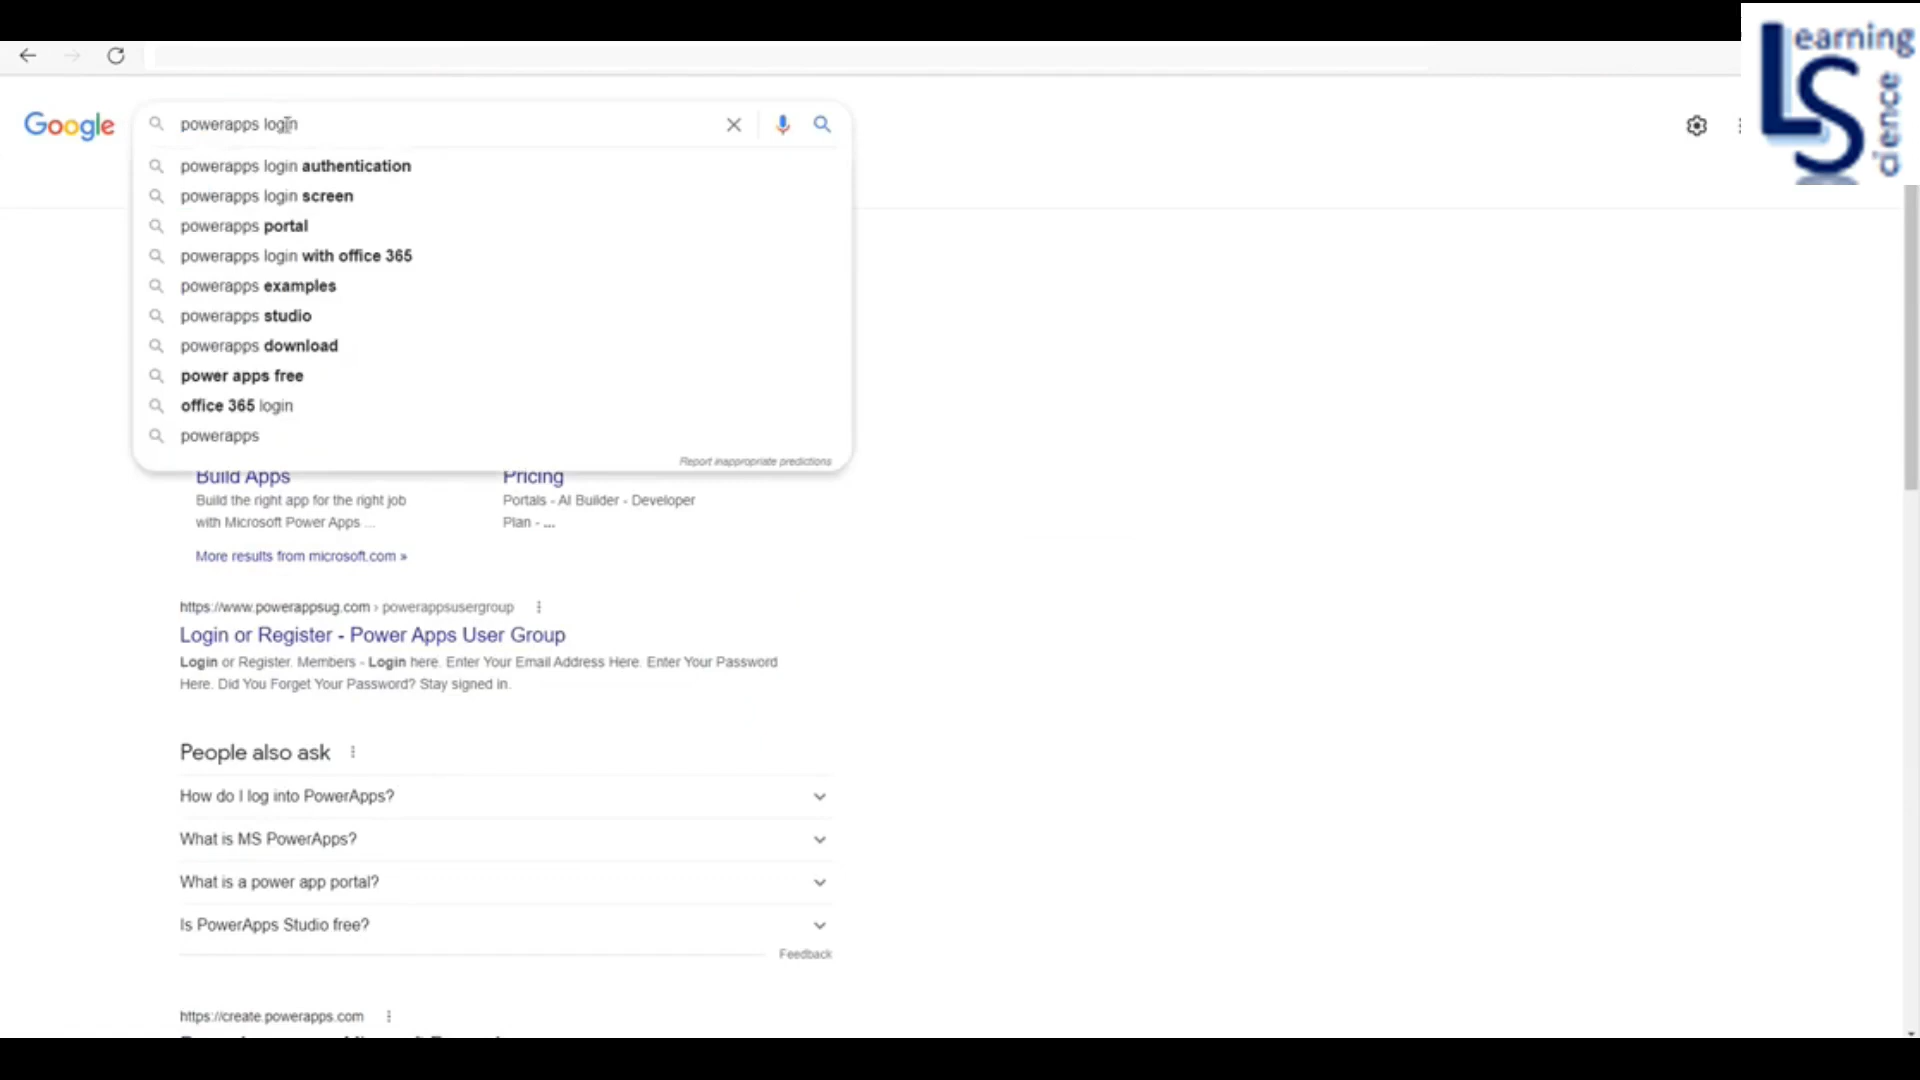 Learning
Science
Google
powerapps login
powerapps login authentication
powerapps login screen
powerapps portal
powerapps login with office 365
powerapps examples
powerapps studio
powerapps download
power apps free
office 365 login
powerapps
Report inappropriate predictions
Build Apps
Pricing
Build the right app for the right job
with Microsoft Power Apps ...
Portals - AI Builder - Developer
Plan - ...
More results from microsoft.com »
https://www.powerappsug.com › powerappsusergroup
Login or Register - Power Apps User Group
Login or Register. Members - Login here. Enter Your Email Address Here. Enter Your Password
Here. Did You Forget Your Password? Stay signed in.
People also ask
How do I log into PowerApps?
What is MS PowerApps?
What is a power app portal?
Is PowerApps Studio free?
Feedback
https://create.powerapps.com